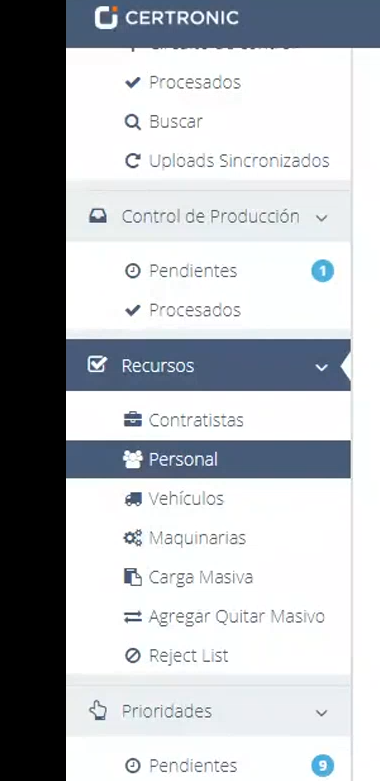 CERTRONIC
Procesados
Buscar
Uploads Sincronizados
Control de Producción
Pendientes 1
Procesados
Recursos
Contratistas
Personal
Vehículos
Maquinarias
Carga Masiva
Agregar Quitar Masivo
Reject List
Prioridades
Pendientes 9